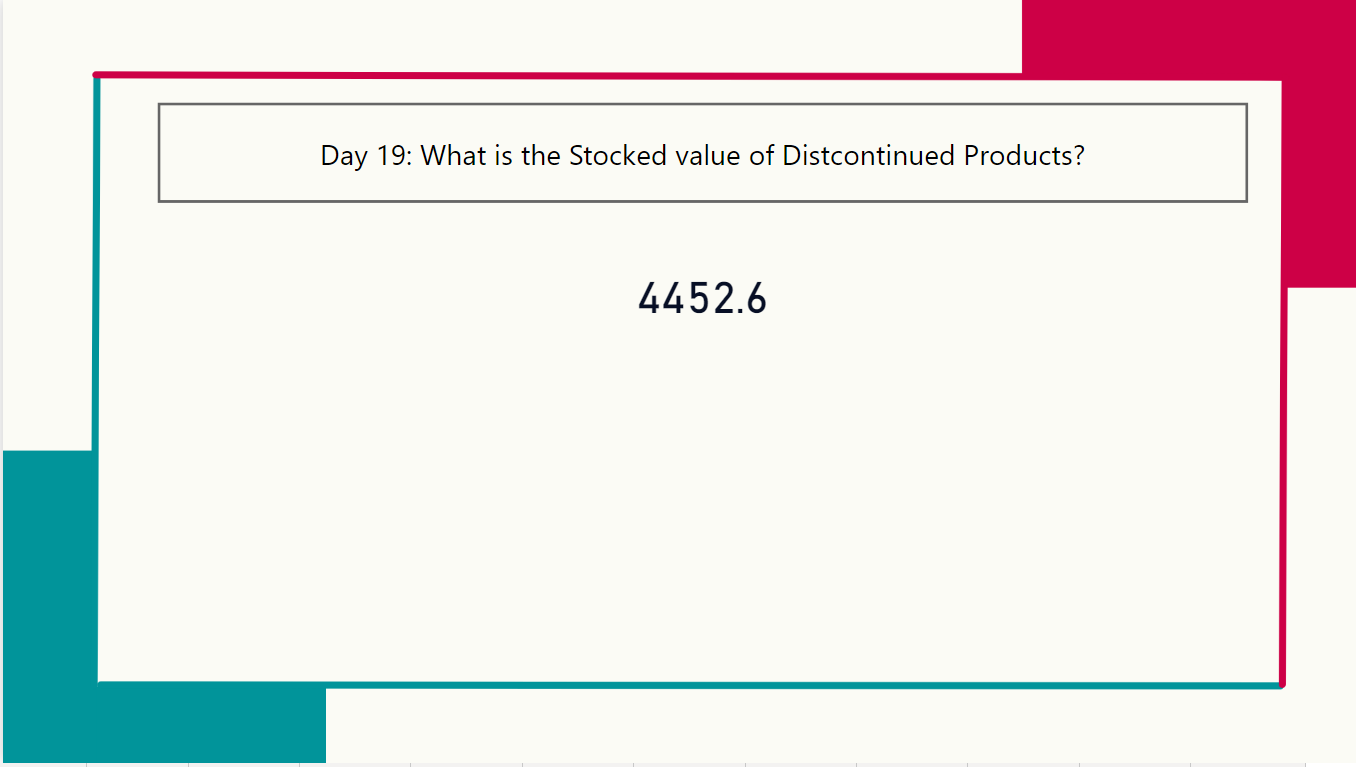 Day 19: What is the Stocked value of Distcontinued Products?
4452.6